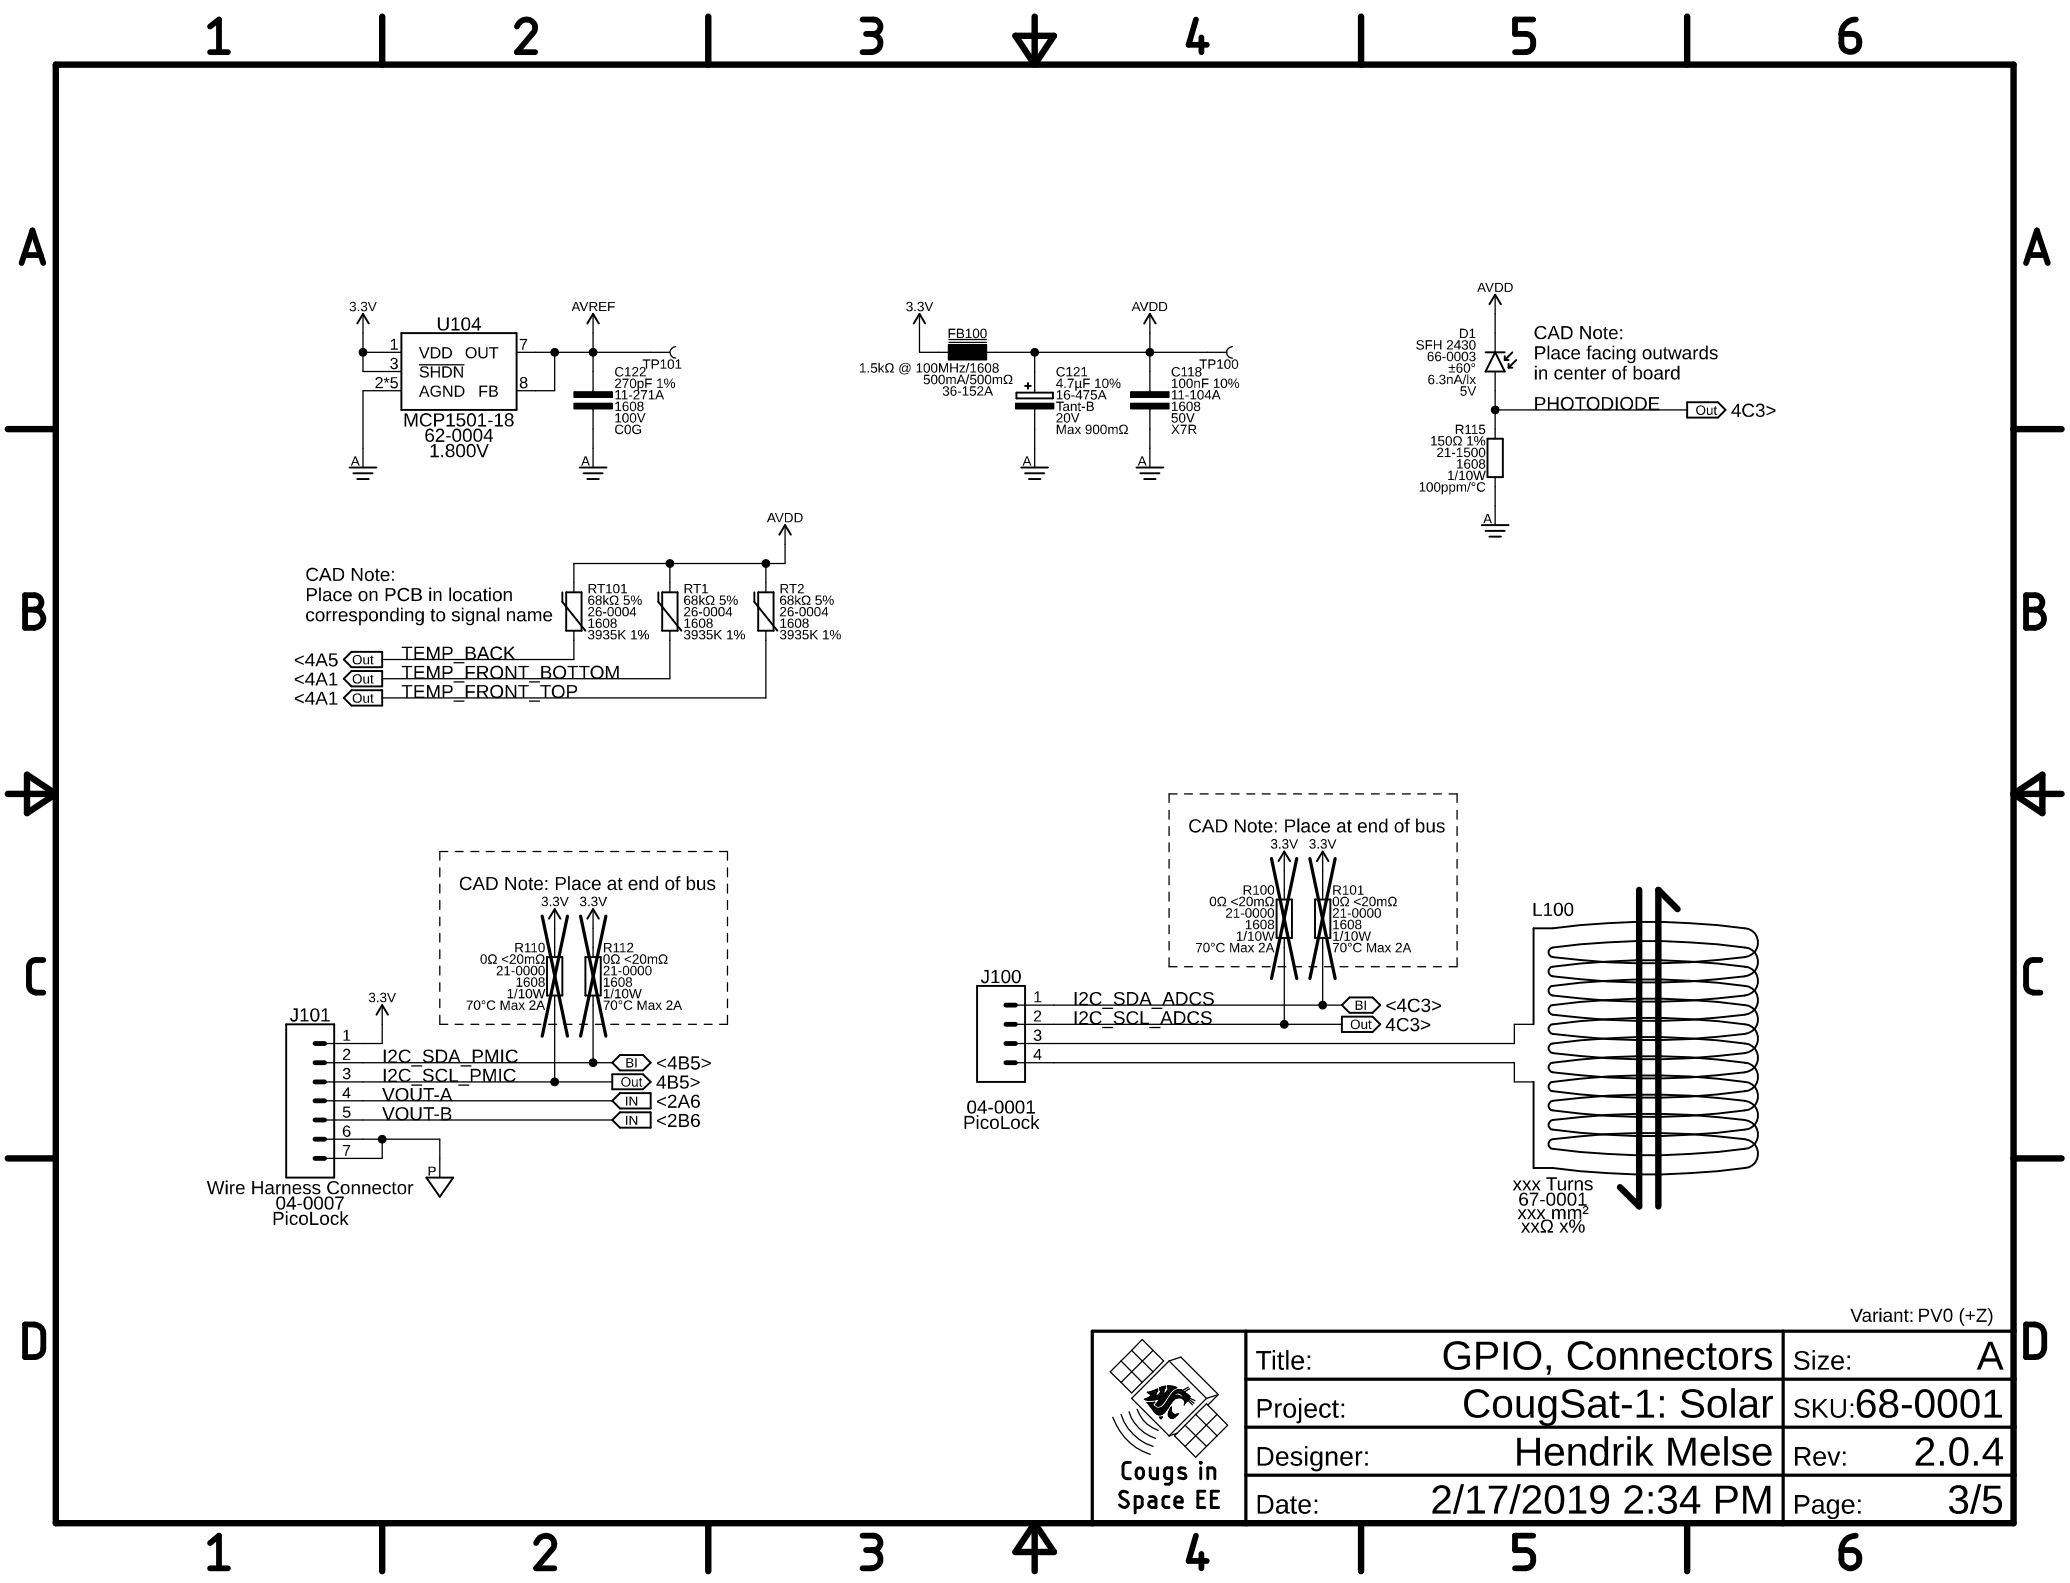 1 2 3 4 5 6
A
A
3.3V
U104
1
3
2*5
VDD OUT
SHDN
AGND FB
7
8
MCP1501-18
62-0004
1.800V
A
AVREF
TP101
C122
270pF 1%
11-271A
1608
100V
C0G
A
3.3V
FB100
1.5kΩ @ 100MHz/1608
500mA/500mΩ
36-152A
+
C121
4.7µF 10%
16-475A
Tant-B
20V
Max 900mΩ
A
AVDD
TP100
C118
100nF 10%
11-104A
1608
50V
X7R
A
AVDD
D1
SFH 2430
66-0003
±60°
6.3nA/lx
5V
CAD Note:
Place facing outwards
in center of board
PHOTODIODE Out 4C3>
R115
150Ω 1%
21-1500
1608
1/10W
100ppm/°C
A
B
B
AVDD
CAD Note:
Place on PCB in location
corresponding to signal name
RT101
68kΩ 5%
26-0004
1608
3935K 1%
RT1
68kΩ 5%
26-0004
1608
3935K 1%
RT2
68kΩ 5%
26-0004
1608
3935K 1%
<4A5 Out TEMP_BACK
<4A1 Out TEMP_FRONT_BOTTOM
<4A1 Out TEMP_FRONT_TOP
C
C
CAD Note: Place at end of bus
3.3V 3.3V
R110
0Ω <20mΩ
21-0000
1608
1/10W
70°C Max 2A
R112
0Ω <20mΩ
21-0000
1608
1/10W
70°C Max 2A
3.3V
J101
1
2 I2C_SDA_PMIC BI <4B5>
3 I2C_SCL_PMIC Out 4B5>
4 VOUT-A IN <2A6
5 VOUT-B IN <2B6
6
7
P
Wire Harness Connector
04-0007
PicoLock
CAD Note: Place at end of bus
3.3V 3.3V
R100
0Ω <20mΩ
21-0000
1608
1/10W
70°C Max 2A
R101
0Ω <20mΩ
21-0000
1608
1/10W
70°C Max 2A
J100
1 I2C_SDA_ADCS BI <4C3>
2 I2C_SCL_ADCS Out 4C3>
3
4
04-0001
PicoLock
L100
xxx Turns
67-0001
xxx mm²
xxΩ x%
D
D
Variant: PV0 (+Z)
Cougs in
Space EE
Title: GPIO, Connectors Size: A
Project: CougSat-1: Solar SKU: 68-0001
Designer: Hendrik Melse Rev: 2.0.4
Date: 2/17/2019 2:34 PM Page: 3/5
1 2 3 4 5 6